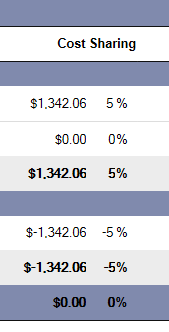 Cost Sharing
$1,342.06 5 %
$0.00 0%
$1,342.06 5%
$-1,342.06 -5 %
$-1,342.06 -5%
$0.00 0%